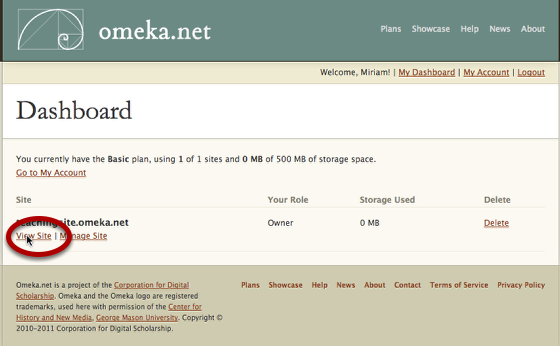 omeka.net
Plans Showcase Help News About
Welcome, Miriam! | My Dashboard | My Account | Logout
Dashboard
You currently have the Basic plan, using 1 of 1 sites and 0 MB of 500 MB of storage space.
Go to My Account
Site Your Role Storage Used Delete
teachingsite.omeka.net Owner 0 MB Delete
View Site | Manage Site
Omeka.net is a project of the Corporation for Digital
Scholarship. Omeka and the Omeka logo are registered
trademarks, used here with permission of the Center for
History and New Media, George Mason University. Copyright ©
2010–2011 Corporation for Digital Scholarship.
Plans Showcase Help News About Contact Terms of Service Privacy Policy